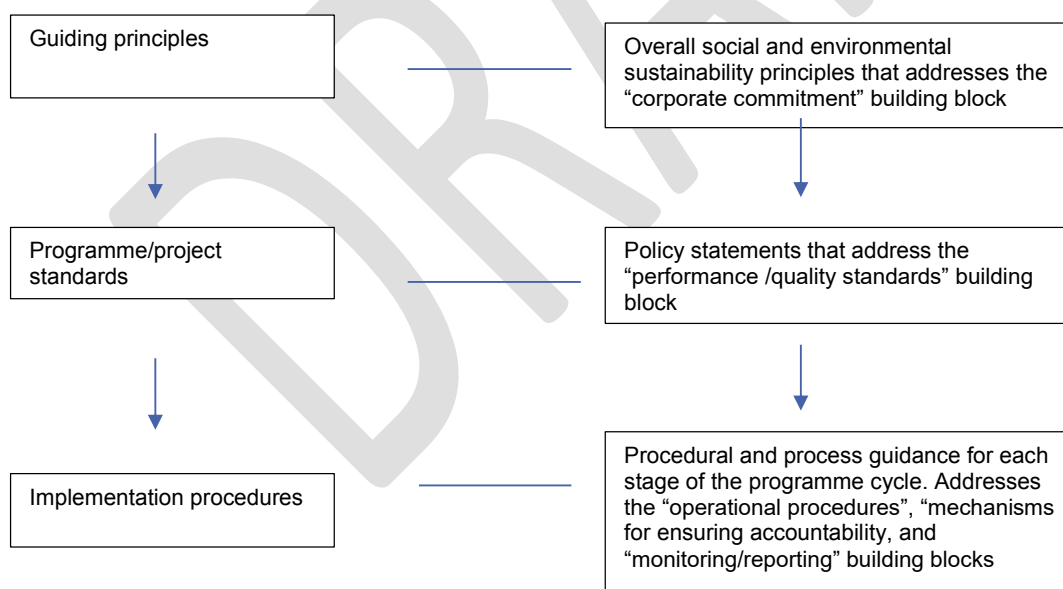 Guiding principles
Overall social and environmental
sustainability principles that addresses the
“corporate commitment” building block
Programme/project
standards
Policy statements that address the
“performance /quality standards” building
block
Implementation procedures
Procedural and process guidance for each
stage of the programme cycle. Addresses
the “operational procedures”, “mechanisms
for ensuring accountability, and
“monitoring/reporting” building blocks
DRA